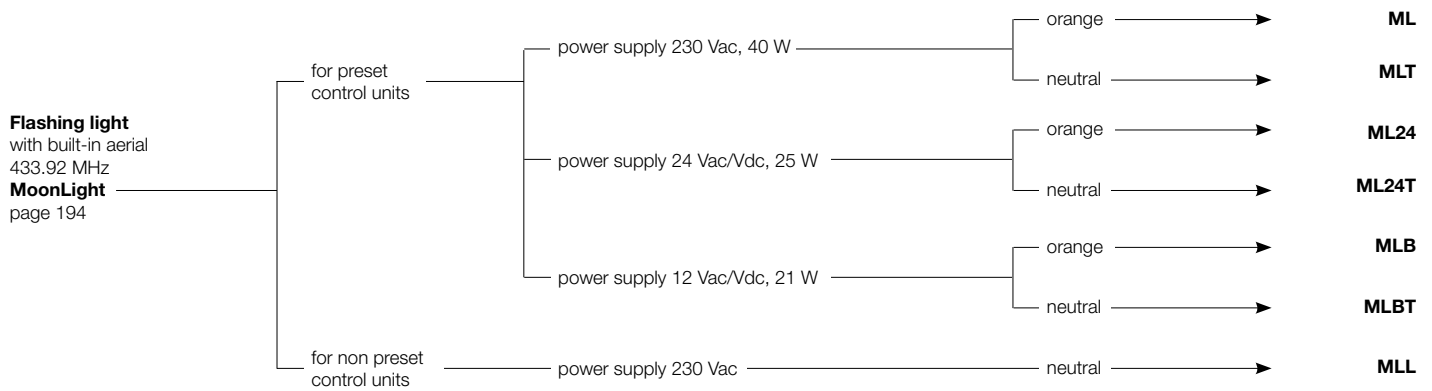 Flashing light
with built-in aerial
433.92 MHz
MoonLight
page 194
for preset
control units
power supply 230 Vac, 40 W
orange
ML
neutral
MLT
power supply 24 Vac/Vdc, 25 W
orange
ML24
neutral
ML24T
power supply 12 Vac/Vdc, 21 W
orange
MLB
neutral
MLBT
for non preset
control units
power supply 230 Vac
neutral
MLL